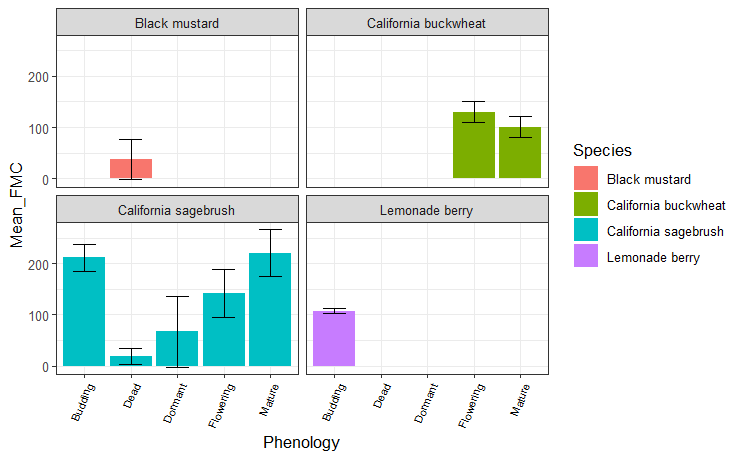 Black mustard
California buckwheat
200
100
0
Mean_FMC
California sagebrush
Lemonade berry
200
100
0
Budding
Dead
Dormant
Flowering
Mature
Budding
Dead
Dormant
Flowering
Mature
Phenology
Species
Black mustard
California buckwheat
California sagebrush
Lemonade berry